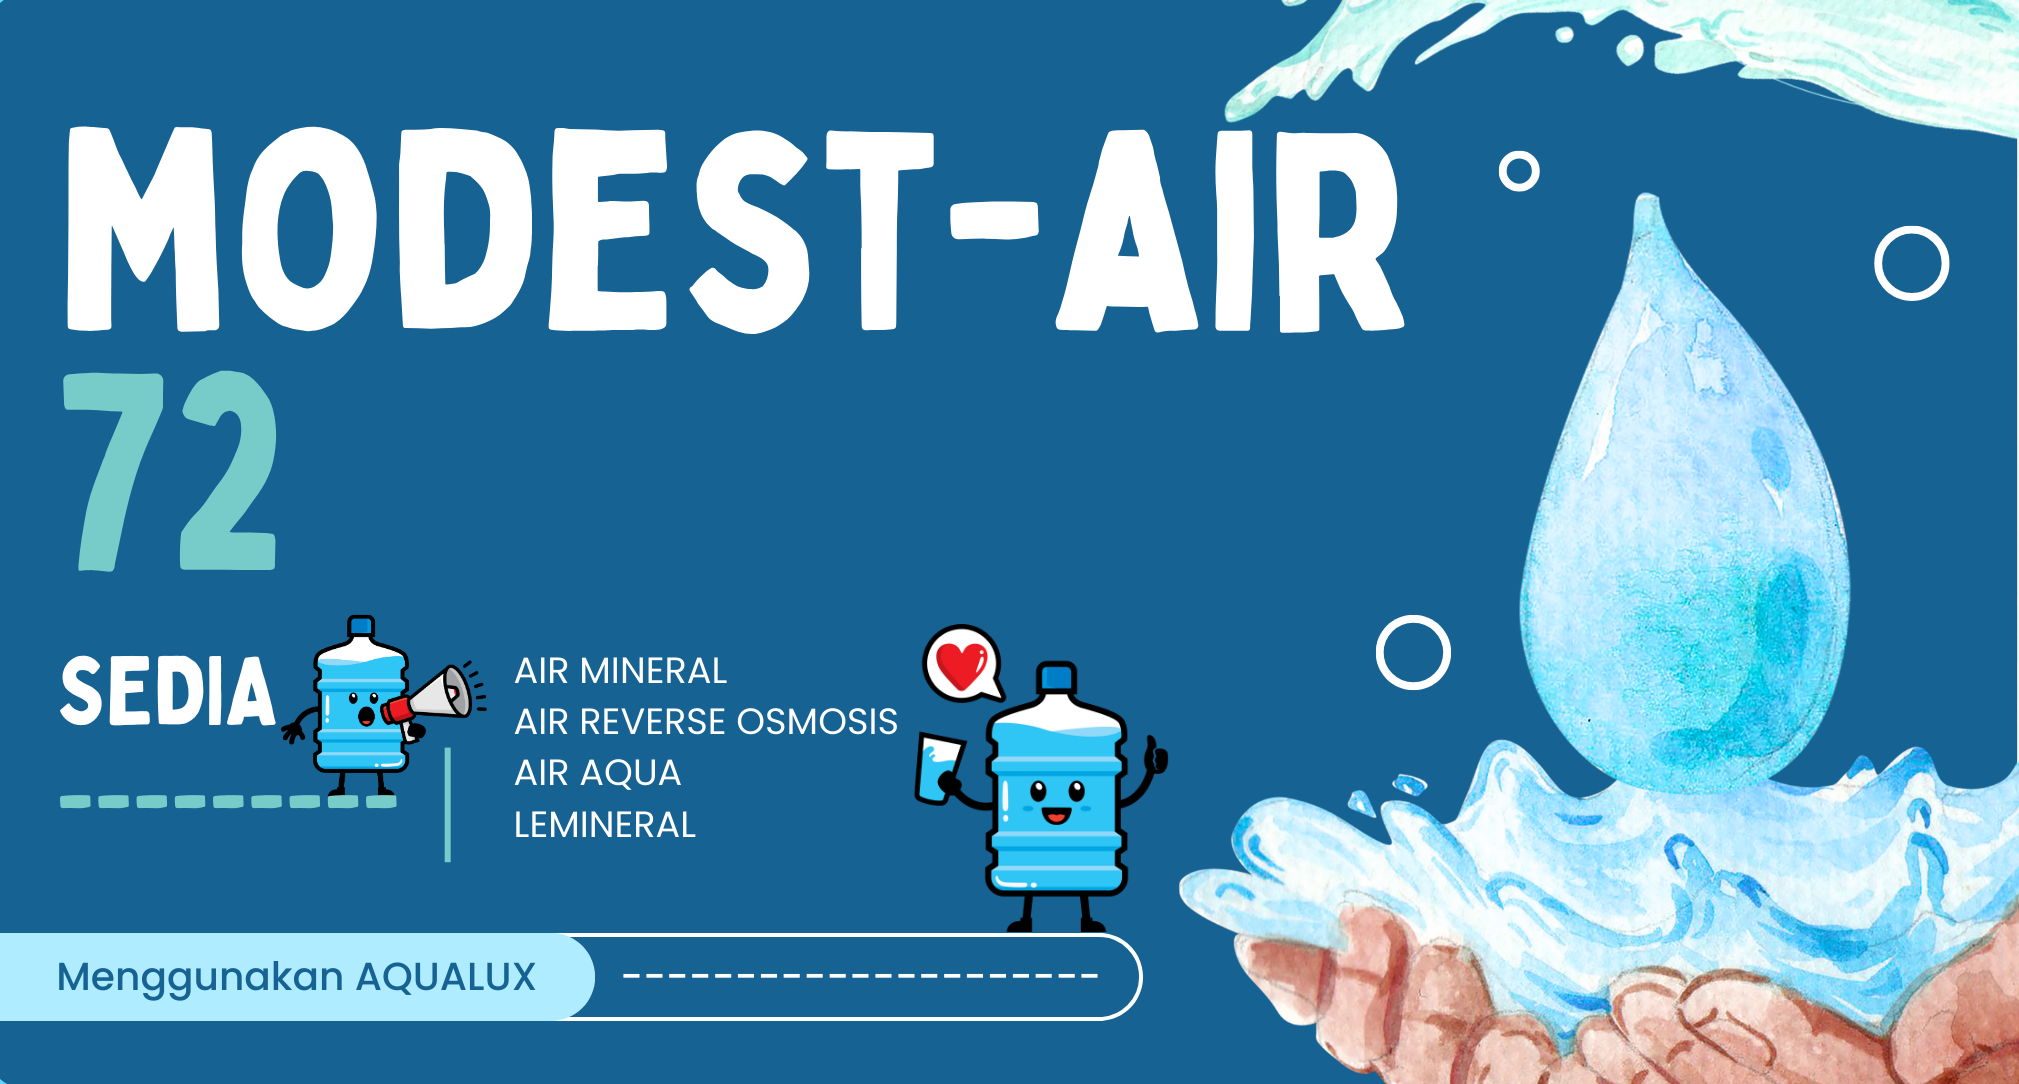 MODEST-AIR
72
SEDIA
AIR MINERAL
AIR REVERSE OSMOSIS
AIR AQUA
LEMINERAL
Menggunakan AQUALUX